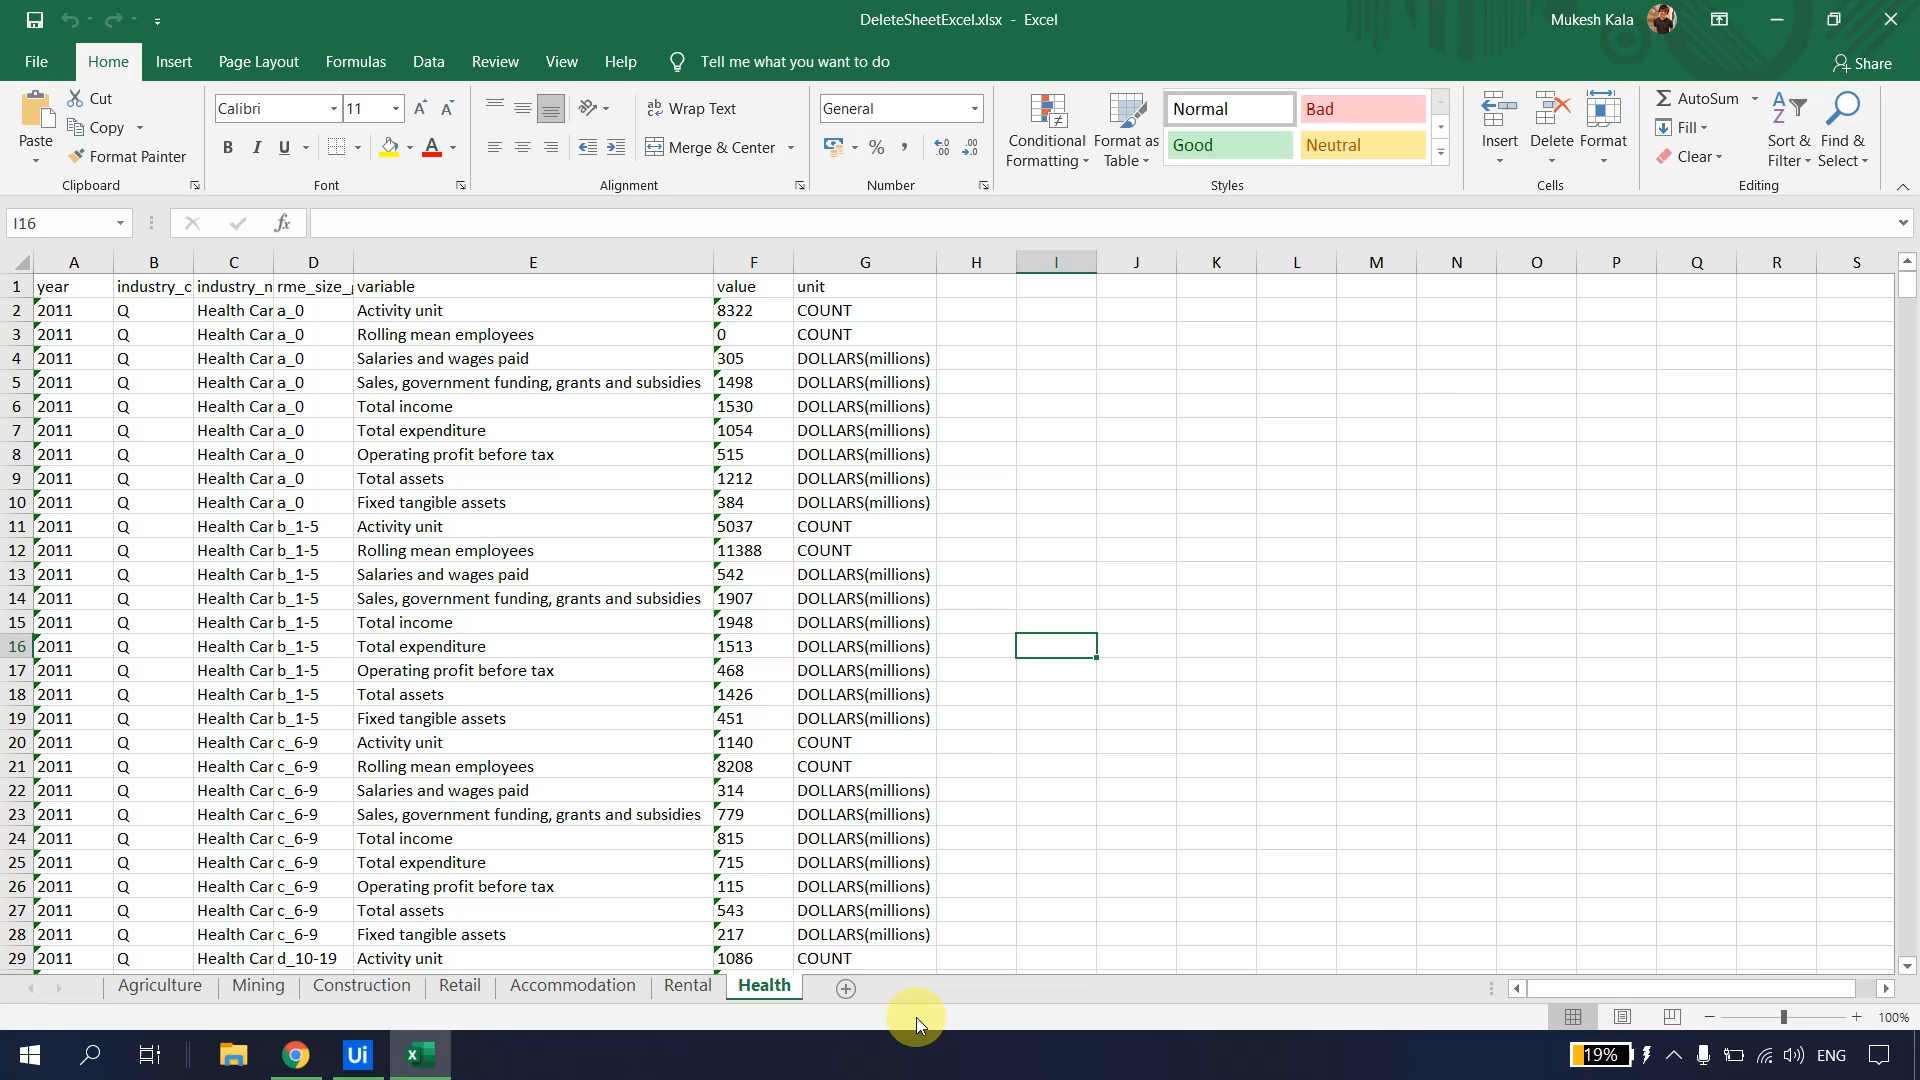 DeleteSheetExcel.xlsx - Excel
Mukesh Kala
File Home Insert Page Layout Formulas Data Review View Help Tell me what you want to do Share
Paste
Cut
Copy
Format Painter
Clipboard
Calibri 11
B I U
Font
Wrap Text
Merge & Center
Alignment
General
%
Number
Conditional Formatting
Format as Table
Normal Bad
Good Neutral
Styles
Insert Delete Format
Cells
AutoSum
Fill
Clear
Sort & Filter
Find & Select
Editing
I16
fx
A B C D E F G H I J K L M N O P Q R S
1 year industry_c industry_n rme_size_g variable value unit
2 2011 Q Health Car a_0 Activity unit 8322 COUNT
3 2011 Q Health Car a_0 Rolling mean employees 0 COUNT
4 2011 Q Health Car a_0 Salaries and wages paid 305 DOLLARS(millions)
5 2011 Q Health Car a_0 Sales, government funding, grants and subsidies 1498 DOLLARS(millions)
6 2011 Q Health Car a_0 Total income 1530 DOLLARS(millions)
7 2011 Q Health Car a_0 Total expenditure 1054 DOLLARS(millions)
8 2011 Q Health Car a_0 Operating profit before tax 515 DOLLARS(millions)
9 2011 Q Health Car a_0 Total assets 1212 DOLLARS(millions)
10 2011 Q Health Car a_0 Fixed tangible assets 384 DOLLARS(millions)
11 2011 Q Health Car b_1-5 Activity unit 5037 COUNT
12 2011 Q Health Car b_1-5 Rolling mean employees 11388 COUNT
13 2011 Q Health Car b_1-5 Salaries and wages paid 542 DOLLARS(millions)
14 2011 Q Health Car b_1-5 Sales, government funding, grants and subsidies 1907 DOLLARS(millions)
15 2011 Q Health Car b_1-5 Total income 1948 DOLLARS(millions)
16 2011 Q Health Car b_1-5 Total expenditure 1513 DOLLARS(millions)
17 2011 Q Health Car b_1-5 Operating profit before tax 468 DOLLARS(millions)
18 2011 Q Health Car b_1-5 Total assets 1426 DOLLARS(millions)
19 2011 Q Health Car b_1-5 Fixed tangible assets 451 DOLLARS(millions)
20 2011 Q Health Car c_6-9 Activity unit 1140 COUNT
21 2011 Q Health Car c_6-9 Rolling mean employees 8208 COUNT
22 2011 Q Health Car c_6-9 Salaries and wages paid 314 DOLLARS(millions)
23 2011 Q Health Car c_6-9 Sales, government funding, grants and subsidies 779 DOLLARS(millions)
24 2011 Q Health Car c_6-9 Total income 815 DOLLARS(millions)
25 2011 Q Health Car c_6-9 Total expenditure 715 DOLLARS(millions)
26 2011 Q Health Car c_6-9 Operating profit before tax 115 DOLLARS(millions)
27 2011 Q Health Car c_6-9 Total assets 543 DOLLARS(millions)
28 2011 Q Health Car c_6-9 Fixed tangible assets 217 DOLLARS(millions)
29 2011 Q Health Car d_10-19 Activity unit 1086 COUNT
Agriculture Mining Construction Retail Accommodation Rental Health
100%
Ui
19% ENG